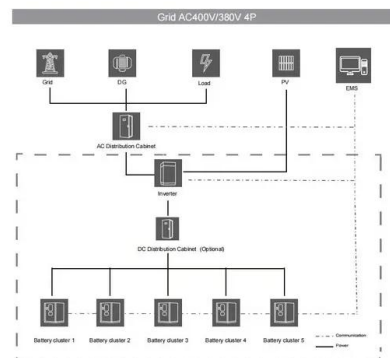 Grid AC400V/380V 4P
Grid
DG
Load
PV
EMS
AC Distribution Cabinet
Inverter
DC Distribution Cabinet (Optional)
Battery cluster 1
Battery cluster 2
Battery cluster 3
Battery cluster 4
Battery cluster 5
Communication
Power